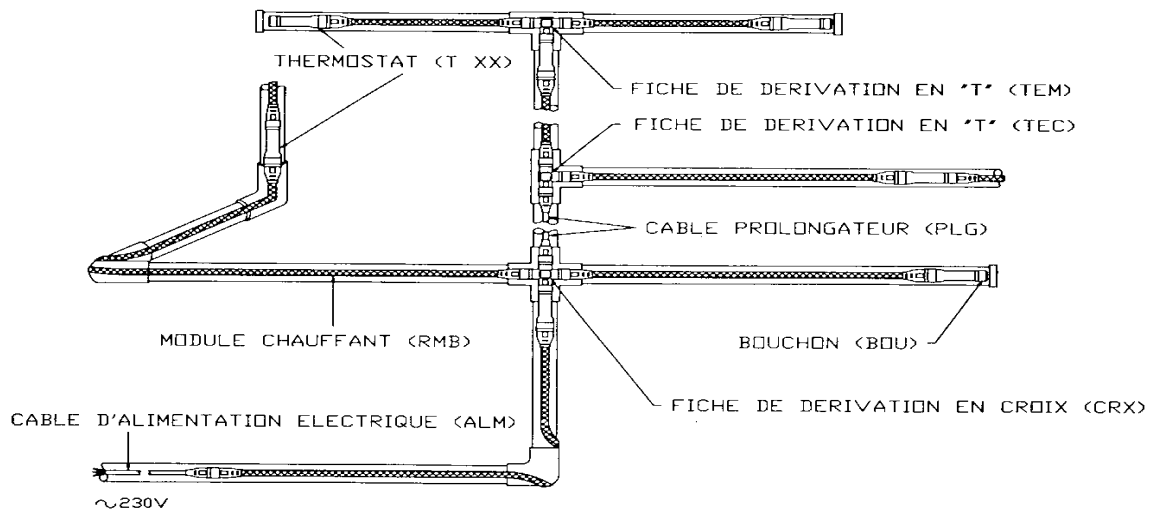 THERMOSTAT (T XX)
FICHE DE DERIVATION EN "T" (TEM)
FICHE DE DERIVATION EN "T" (TEC)
CABLE PROLONGATEUR (PLG)
MODULE CHAUFFANT (RMB)
BOUCHON (BOU)
FICHE DE DERIVATION EN CROIX (CRX)
CABLE D'ALIMENTATION ELECTRIQUE (ALM)
~230V